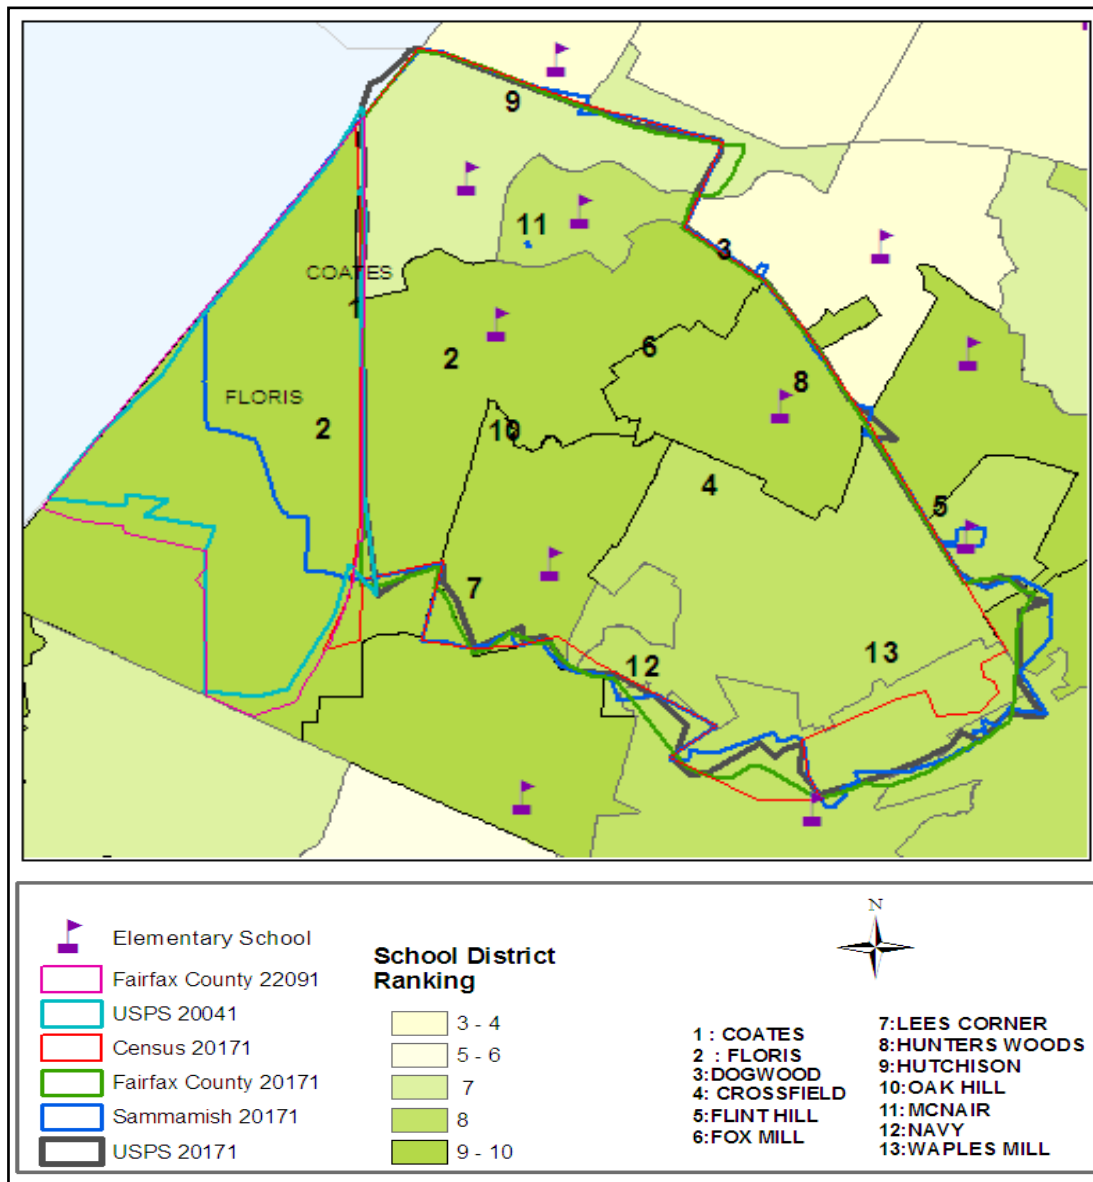 9
11
3
COATES
1
2
6
8
FLORIS
2
10
4
5
7
12
13
N
Elementary School
Fairfax County 22091
USPS 20041
Census 20171
Fairfax County 20171
Sammamish 20171
USPS 20171
School District
Ranking
3 - 4
5 - 6
7
8
9 - 10
1 : COATES
2 : FLORIS
3:DOGWOOD
4: CROSSFIELD
5:FLINT HILL
6:FOX MILL
7:LEES CORNER
8:HUNTERS WOODS
9:HUTCHISON
10:OAK HILL
11:MCNAIR
12:NAVY
13:WAPLES MILL